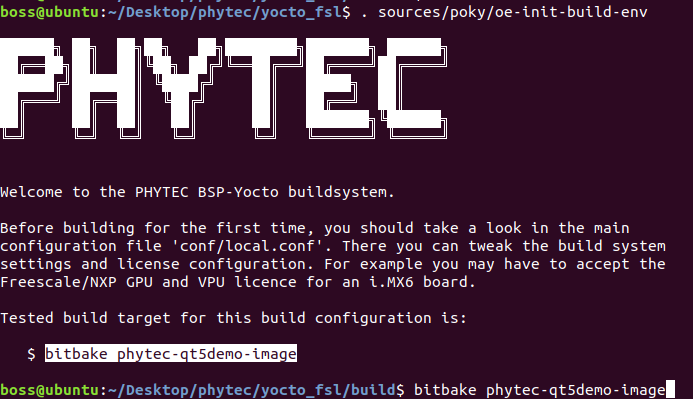 boss@ubuntu:~/Desktop/phytec/yocto_fsl$ . sources/poky/oe-init-build-env
PHYTEC
Welcome to the PHYTEC BSP-Yocto buildsystem.
Before building for the first time, you should take a look in the main
configuration file 'conf/local.conf'. There you can tweak the build system
settings and license configuration. For example you may have to accept the
Freescale/NXP GPU and VPU licence for an i.MX6 board.
Tested build target for this build configuration is:
$ bitbake phytec-qt5demo-image
boss@ubuntu:~/Desktop/phytec/yocto_fsl/build$ bitbake phytec-qt5demo-image